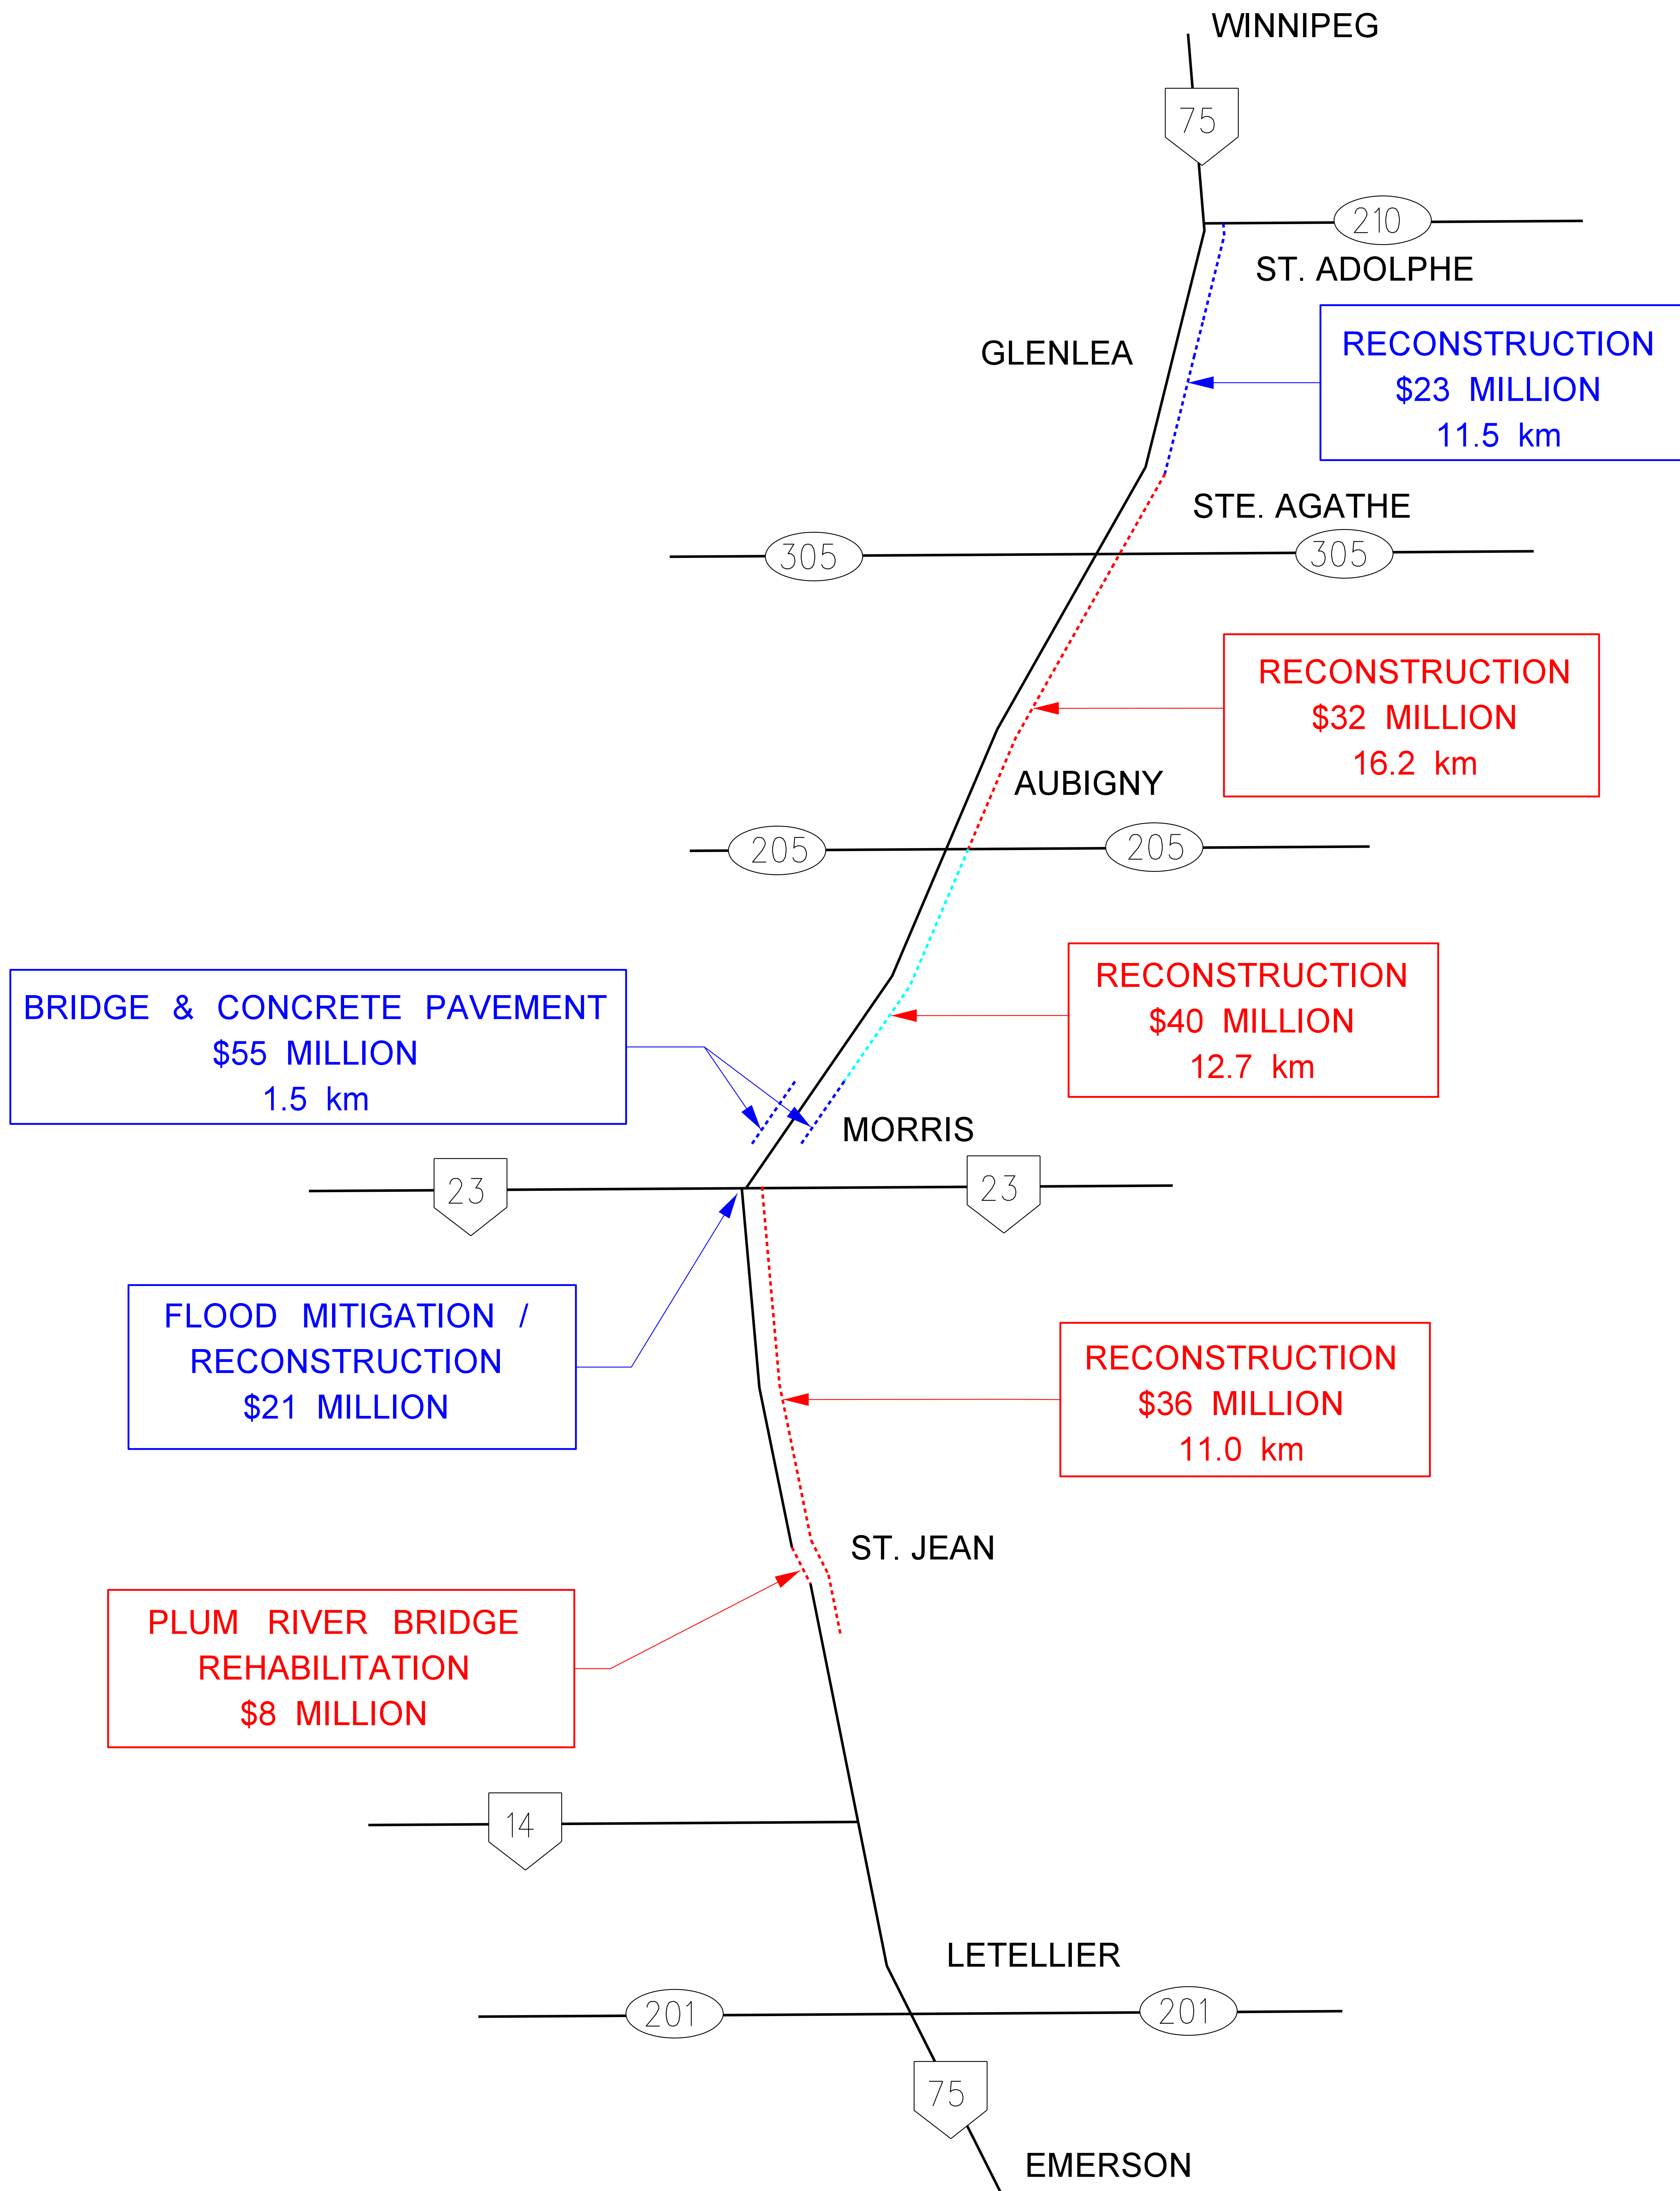 WINNIPEG
75
210
ST. ADOLPHE
RECONSTRUCTION
$23 MILLION
11.5 km
GLENLEA
STE. AGATHE
305
305
RECONSTRUCTION
$32 MILLION
16.2 km
AUBIGNY
205
205
RECONSTRUCTION
$40 MILLION
12.7 km
BRIDGE & CONCRETE PAVEMENT
$55 MILLION
1.5 km
MORRIS
23
23
FLOOD MITIGATION /
RECONSTRUCTION
$21 MILLION
RECONSTRUCTION
$36 MILLION
11.0 km
ST. JEAN
PLUM RIVER BRIDGE
REHABILITATION
$8 MILLION
14
LETELLIER
201
201
75
EMERSON